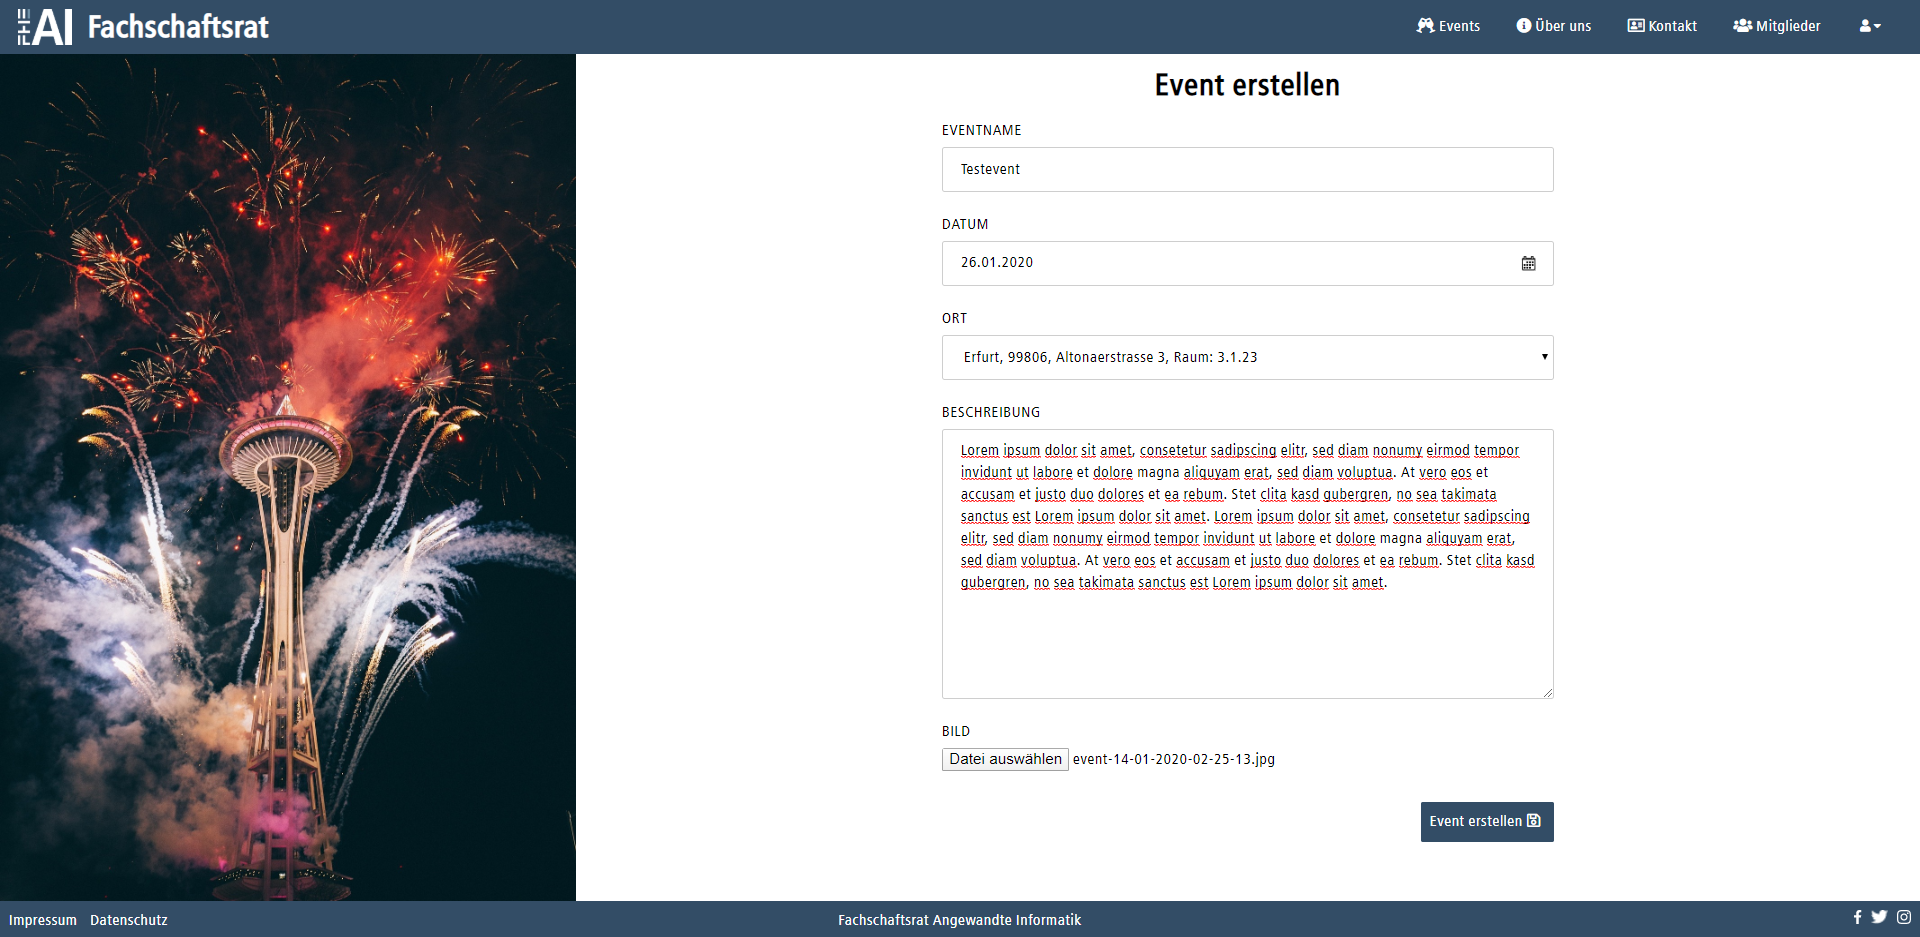 FHE AI Fachschaftsrat
Events Über uns Kontakt Mitglieder
Event erstellen
EVENTNAME
Testevent
DATUM
26.01.2020
ORT
Erfurt, 99806, Altonaerstrasse 3, Raum: 3.1.23
BESCHREIBUNG
Lorem ipsum dolor sit amet, consetetur sadipscing elitr, sed diam nonumy eirmod tempor
invidunt ut labore et dolore magna aliquyam erat, sed diam voluptua. At vero eos et
accusam et justo duo dolores et ea rebum. Stet clita kasd gubergren, no sea takimata
sanctus est Lorem ipsum dolor sit amet. Lorem ipsum dolor sit amet, consetetur sadipscing
elitr, sed diam nonumy eirmod tempor invidunt ut labore et dolore magna aliquyam erat,
sed diam voluptua. At vero eos et accusam et justo duo dolores et ea rebum. Stet clita kasd
gubergren, no sea takimata sanctus est Lorem ipsum dolor sit amet.
BILD
Datei auswählen event-14-01-2020-02-25-13.jpg
Event erstellen
Impressum Datenschutz Fachschaftsrat Angewandte Informatik